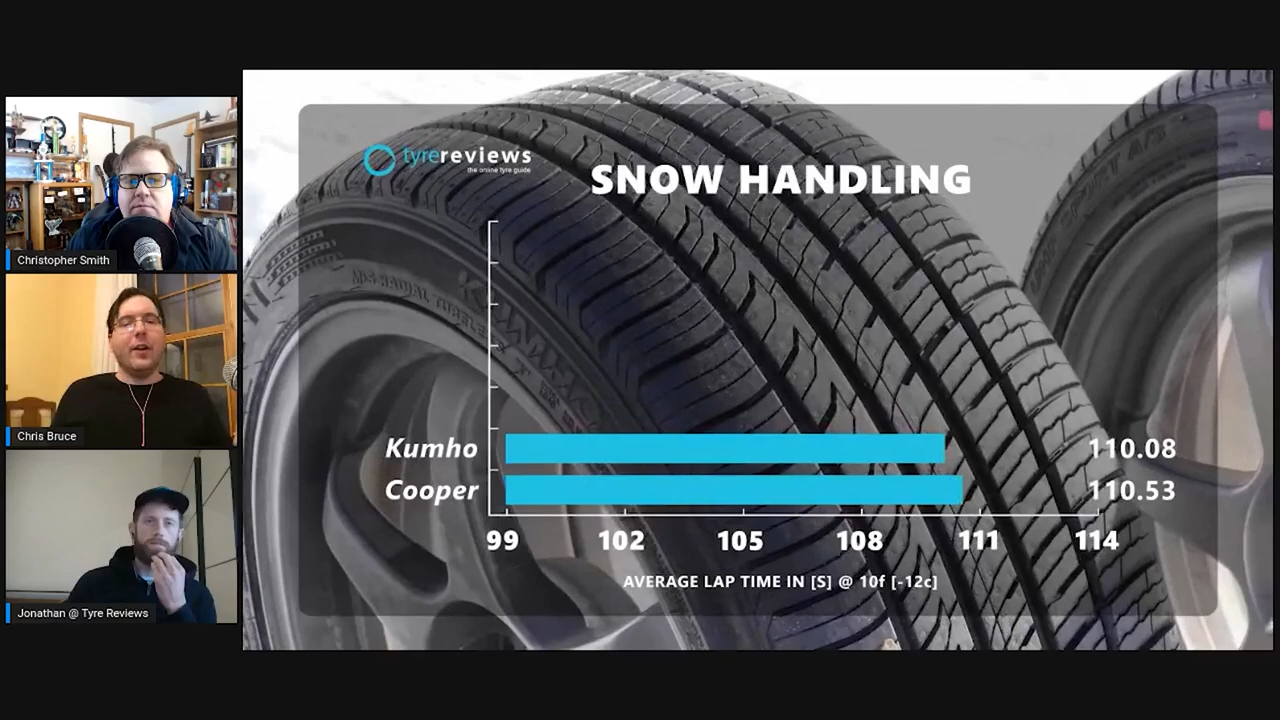 Christopher Smith
Chris Bruce
Jonathan @ Tyre Reviews
tyrereviews
the online tyre guide
SNOW HANDLING
Kumho 110.08
Cooper 110.53
99 102 105 108 111 114
AVERAGE LAP TIME IN [S] @ 10f [-12c]